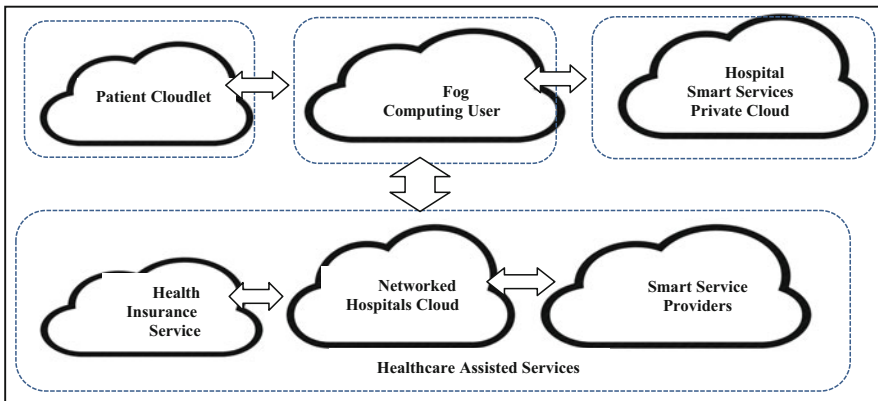 Patient Cloudlet
Fog
Computing User
Hospital
Smart Services
Private Cloud
Health
Insurance
Service
Networked
Hospitals Cloud
Smart Service
Providers
Healthcare Assisted Services